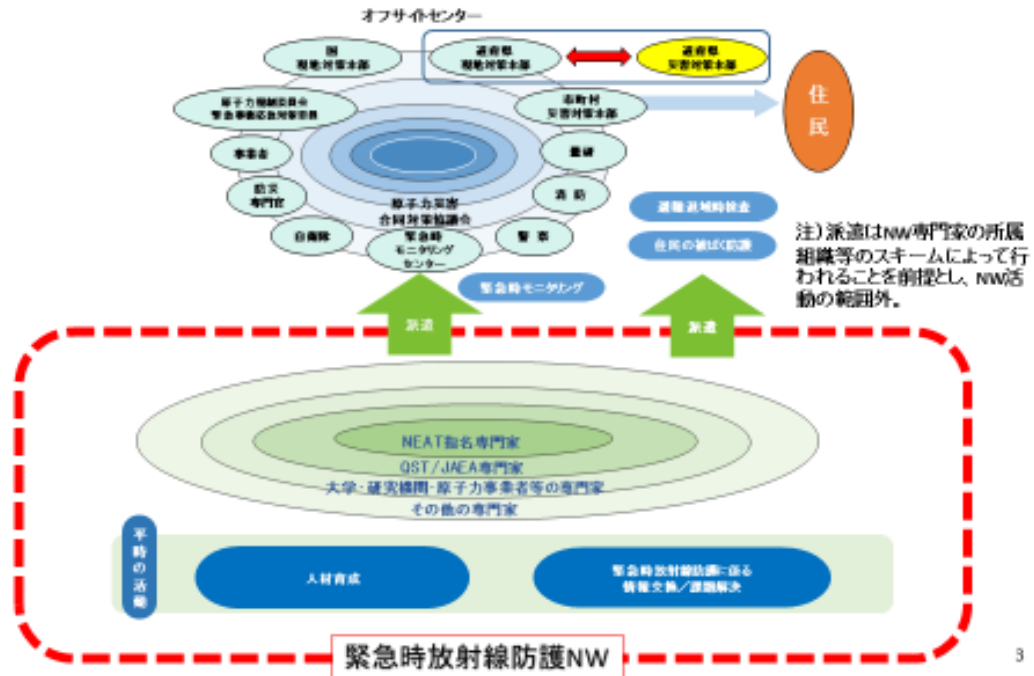 オフサイトセンター
国
現地対策本部
道府県
現地対策本部
道府県
災害対策本部
原子力規制委員会
緊急事態応急対策委員
市町村
災害対策本部
住民
事業者
量研
防災
専門官
消防
原子力災害
合同対策協議会
自衛隊
緊急時
モニタリング
センター
警察
避難退域時検査
住民の被ばく防護
緊急時モニタリング
注）派遣はNW専門家の所属
組織等のスキームによって行
われることを前提とし、NW活
動の範囲外。
派遣
派遣
NEAT指名専門家
QST/JAEA専門家
大学・研究機関・原子力事業者等の専門家
その他の専門家
平時の活動
人材育成
緊急時放射線防護に係る
情報交換／課題解決
緊急時放射線防護NW
3